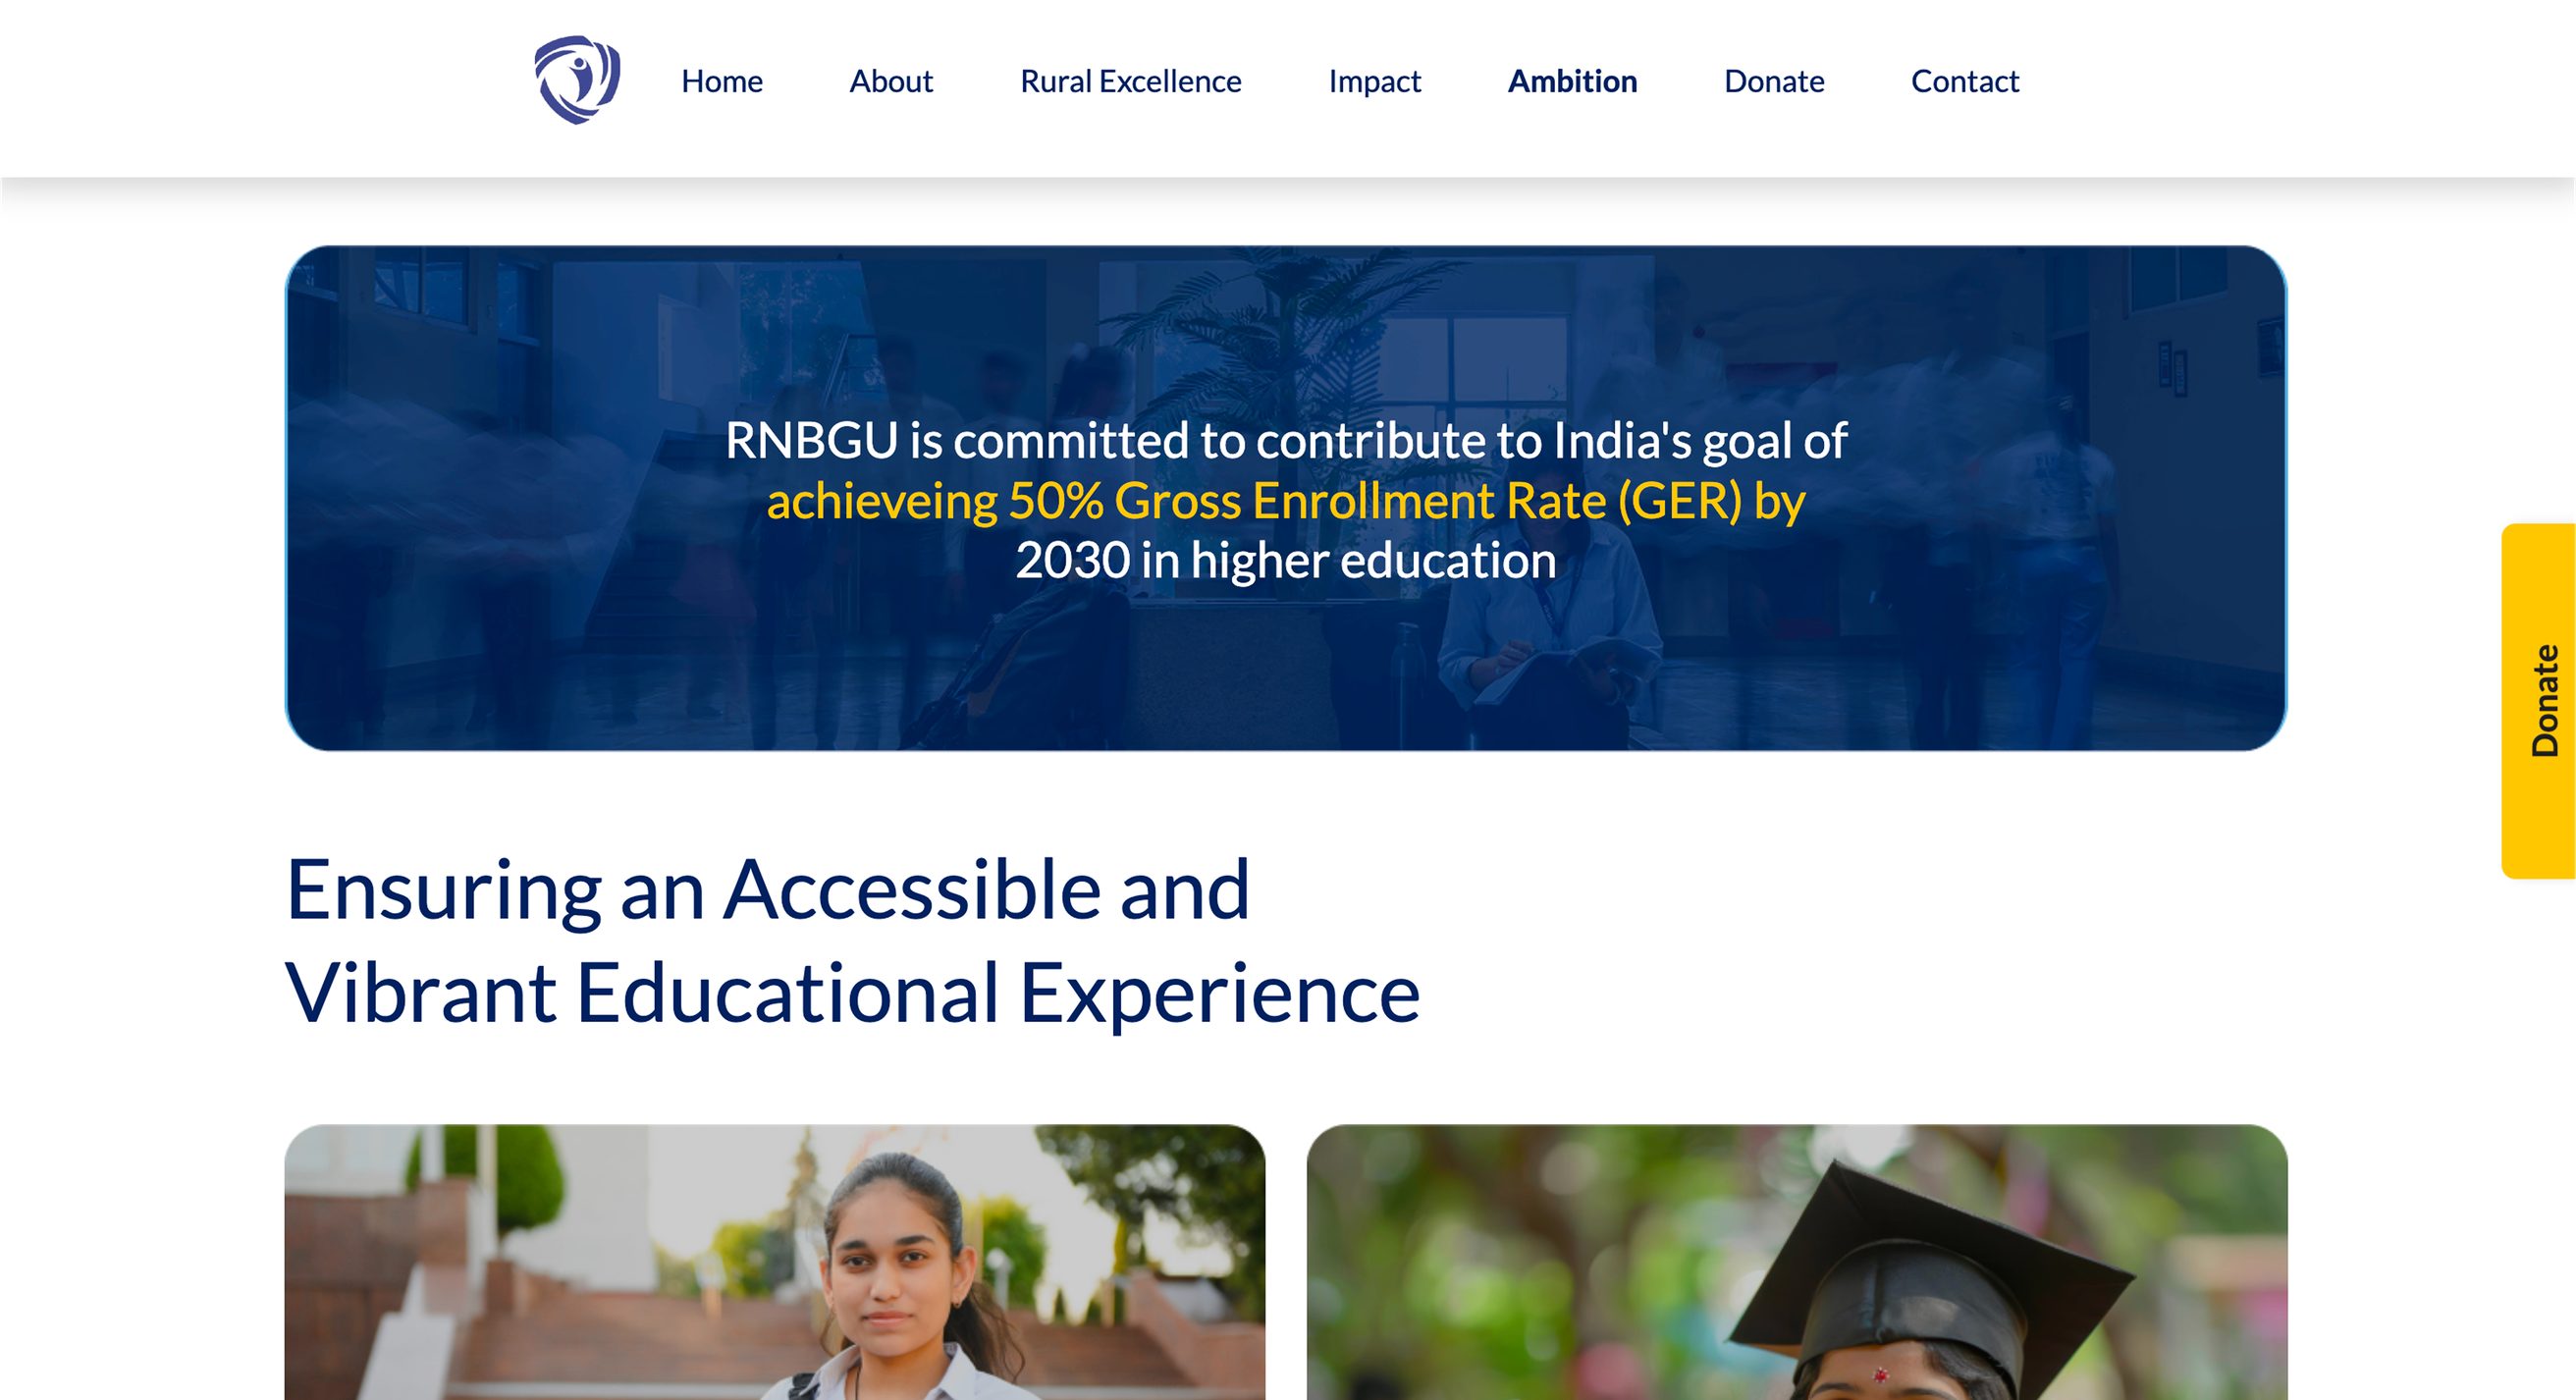 Home About Rural Excellence Impact Ambition Donate Contact
RNBGU is committed to contribute to India's goal of
achieveing 50% Gross Enrollment Rate (GER) by
2030 in higher education
Donate
Ensuring an Accessible and
Vibrant Educational Experience